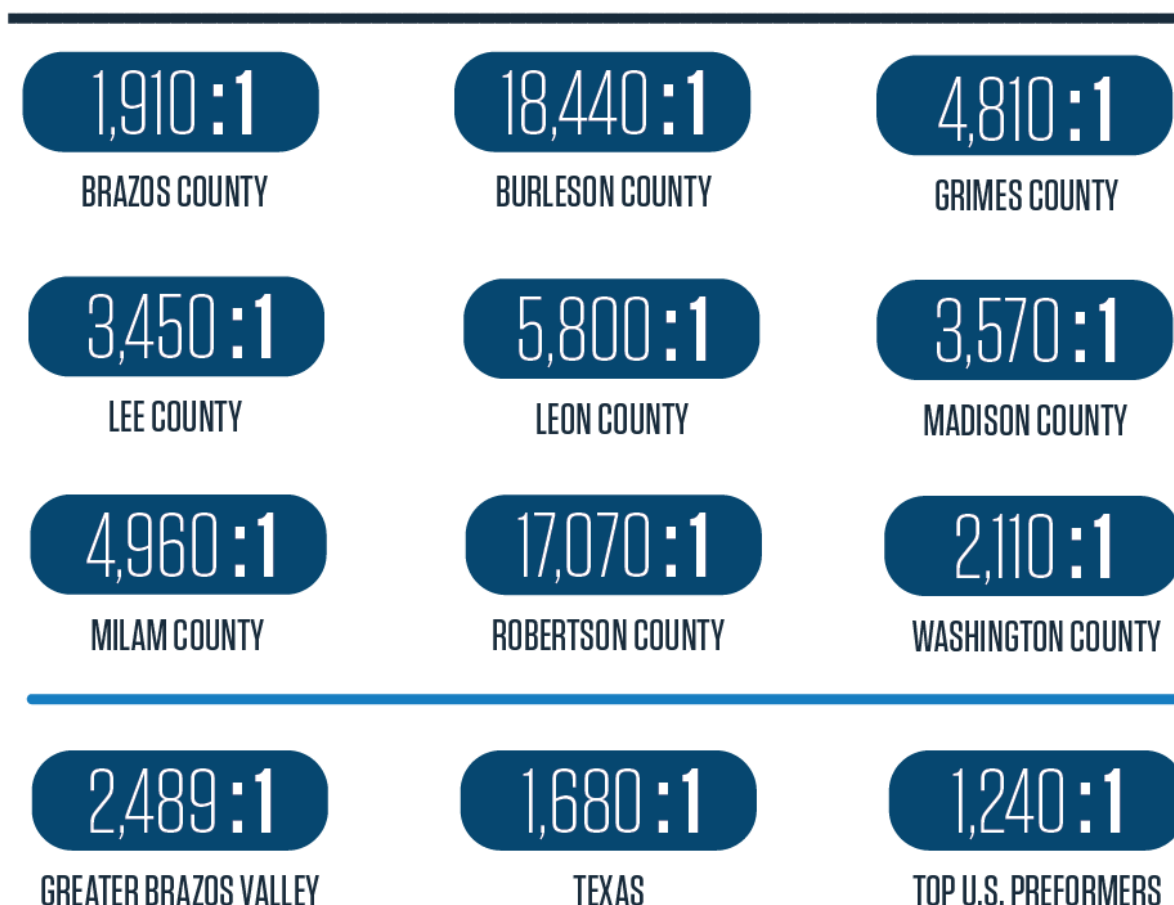 1,910 :1 18,440 :1 4,810 :1
BRAZOS COUNTY BURLESON COUNTY GRIMES COUNTY
3,450 :1 5,800 :1 3,570 :1
LEE COUNTY LEON COUNTY MADISON COUNTY
4,960 :1 17,070 :1 2,110 :1
MILAM COUNTY ROBERTSON COUNTY WASHINGTON COUNTY
2,489 :1 1,680 :1 1,240 :1
GREATER BRAZOS VALLEY TEXAS TOP U.S. PREFORMERS